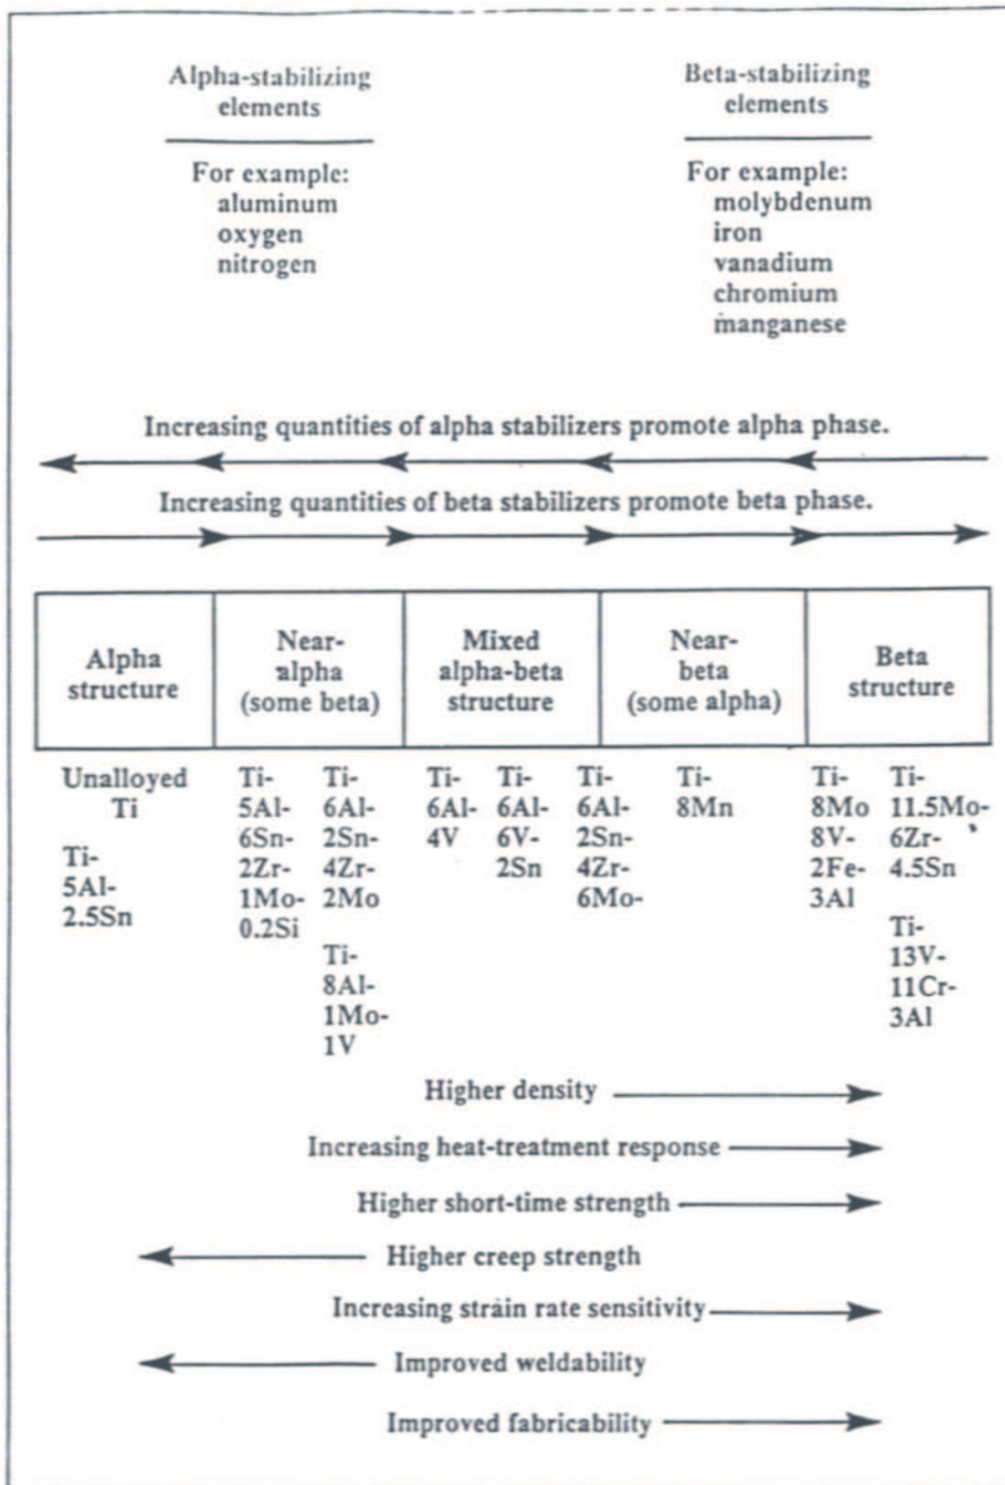 Alpha-stabilizing
elements
For example:
aluminum
oxygen
nitrogen
Beta-stabilizing
elements
For example:
molybdenum
iron
vanadium
chromium
manganese
Increasing quantities of alpha stabilizers promote alpha phase.
Increasing quantities of beta stabilizers promote beta phase.
Alpha
structure
Near-
alpha
(some beta)
Mixed
alpha-beta
structure
Near-
beta
(some alpha)
Beta
structure
Unalloyed
Ti
Ti-
5Al-
2.5Sn
Ti-
5Al-
6Sn-
2Zr-
1Mo-
0.2Si
Ti-
6Al-
2Sn-
4Zr-
2Mo
Ti-
8Al-
1Mo-
1V
Ti-
6Al-
4V
Ti-
6Al-
6V-
2Sn
Ti-
6Al-
2Sn-
4Zr-
6Mo-
Ti-
8Mn
Ti-
8Mo
8V-
2Fe-
3Al
Ti-
11.5Mo-
6Zr-
4.5Sn
Ti-
13V-
11Cr-
3Al
Higher density
Increasing heat-treatment response
Higher short-time strength
Higher creep strength
Increasing strain rate sensitivity
Improved weldability
Improved fabricability